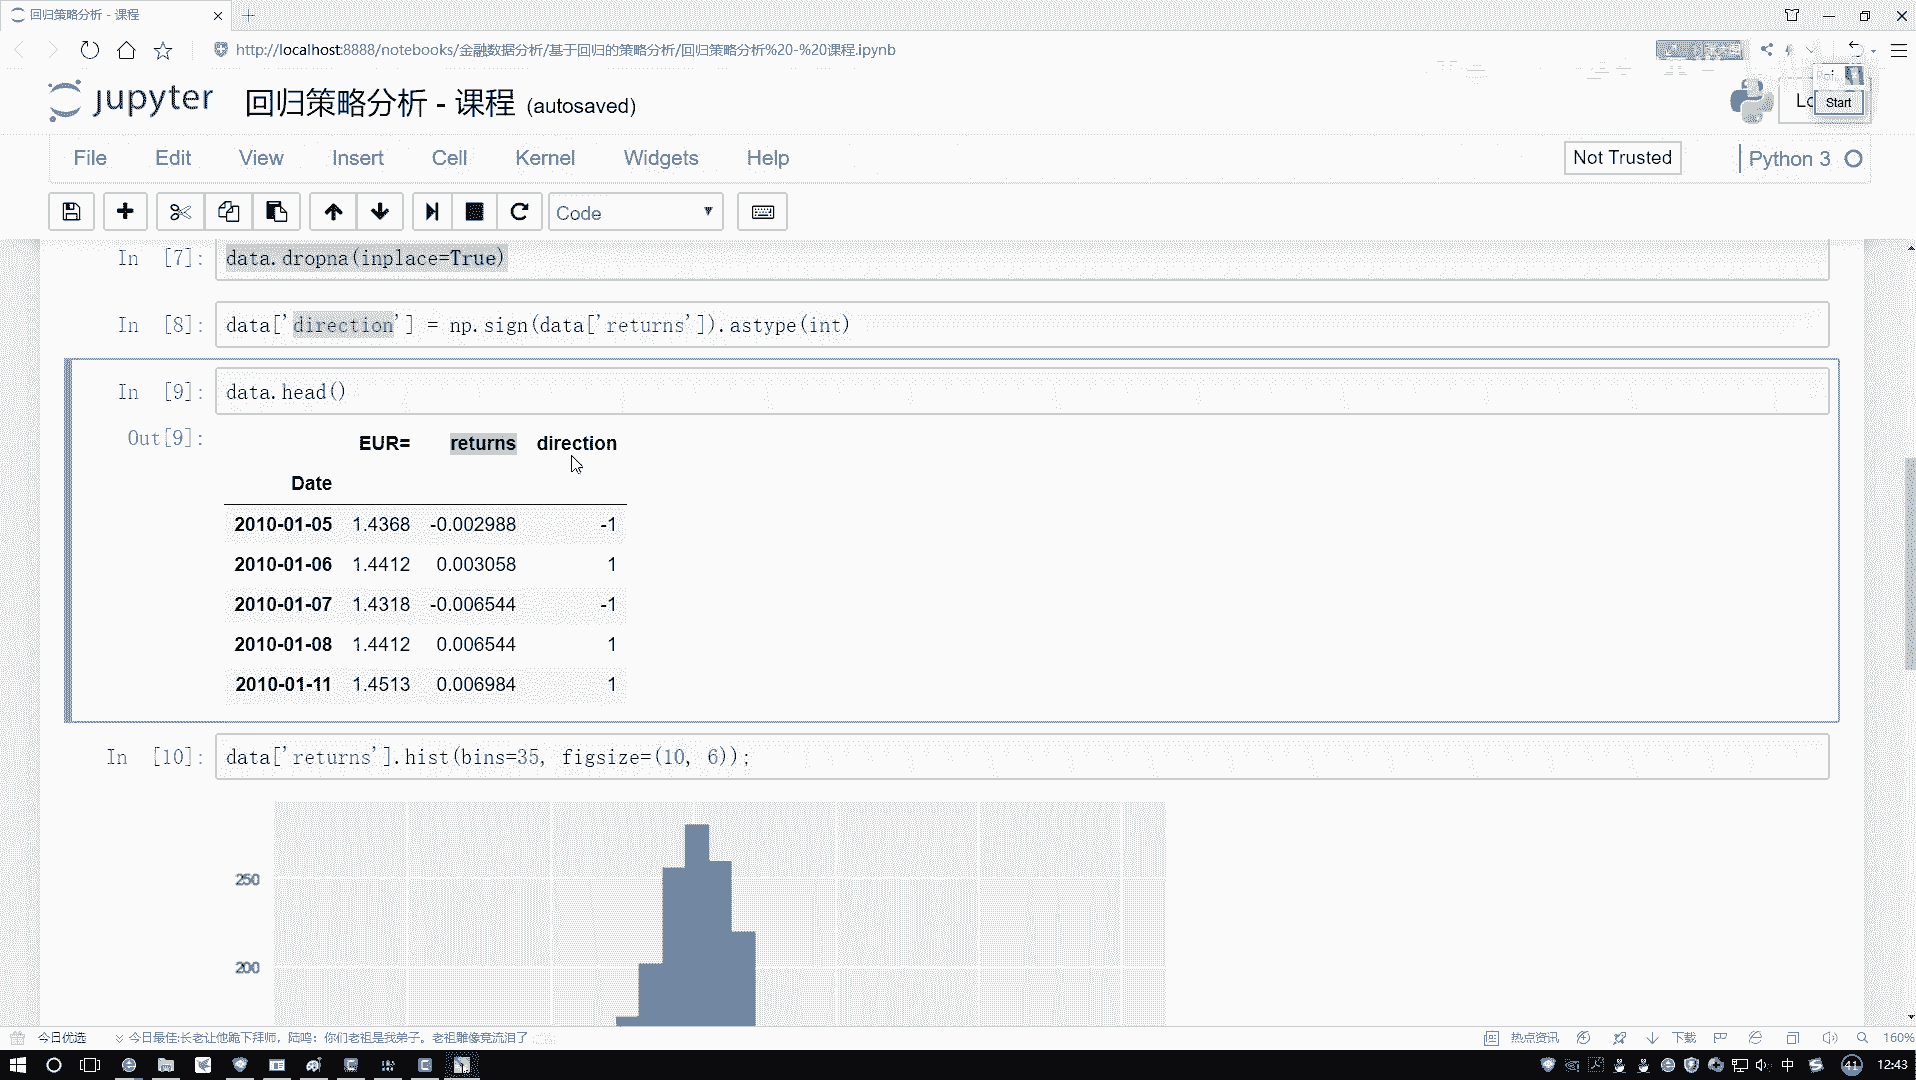 回归策略分析 - 课程
http://localhost:8888/notebooks/金融数据分析/基于回归的策略分析/回归策略分析%20-%20课程.ipynb
jupyter 回归策略分析 - 课程 (autosaved)
Start
File Edit View Insert Cell Kernel Widgets Help
Not Trusted
Python 3
Code
In [7]: data.dropna(inplace=True)
In [8]: data['direction'] = np.sign(data['returns']).astype(int)
In [9]: data.head()
Out[9]:
EUR= returns direction
Date
2010-01-05 1.4368 -0.002988 -1
2010-01-06 1.4412 0.003058 1
2010-01-07 1.4318 -0.006544 -1
2010-01-08 1.4412 0.006544 1
2010-01-11 1.4513 0.006984 1
In [10]: data['returns'].hist(bins=35, figsize=(10, 6));
250
200
今日优选 今日最佳:长老让他跪下拜师，陆鸣：你们老祖是我弟子。老祖雕像竟流泪了
热点资讯 下载 160%
中 41 12:43